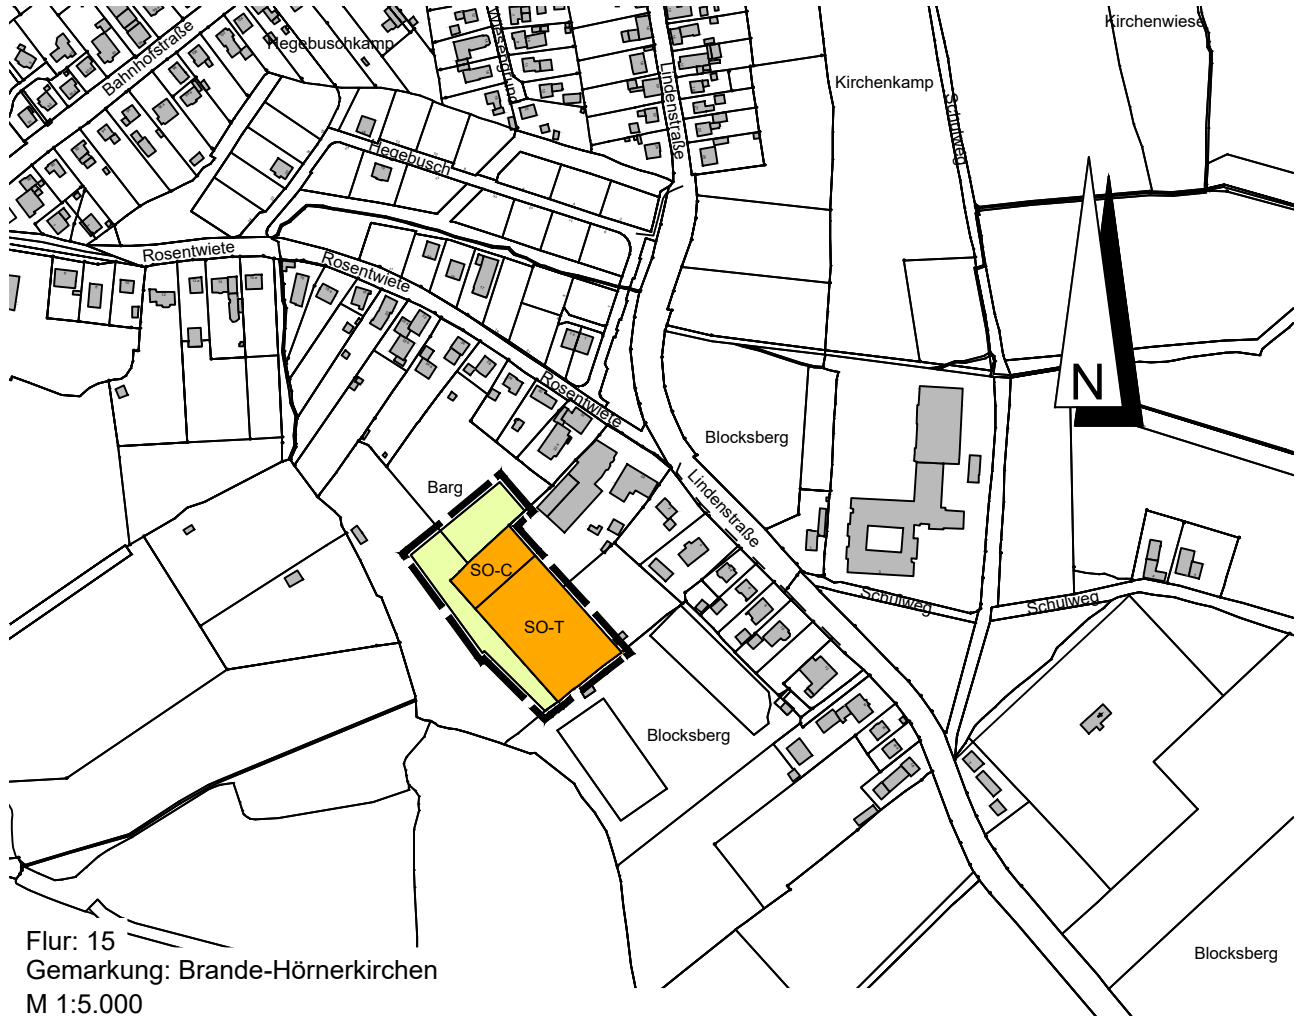 Kirchenwiese
Wiesengrund
Hegebuschkamp
Bahnhofstraße
Kirchenkamp
Lindenstraße
Schulweg
Hegebusch
Rosentwiete
Rosentwiete
N
Rosentwiete
Blocksberg
Barg
Lindenstraße
SO-C
Schulweg
Schulweg
SO-T
Blocksberg
Flur: 15
Gemarkung: Brande-Hörnerkirchen
M 1:5.000
Blocksberg